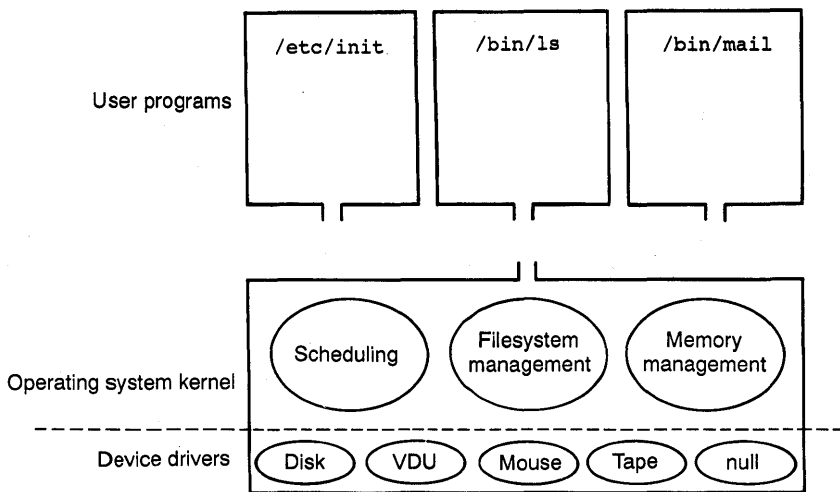 /etc/init
/bin/ls
/bin/mail
User programs
Scheduling
Filesystem
management
Memory
management
Operating system kernel
Device drivers
Disk
VDU
Mouse
Tape
null